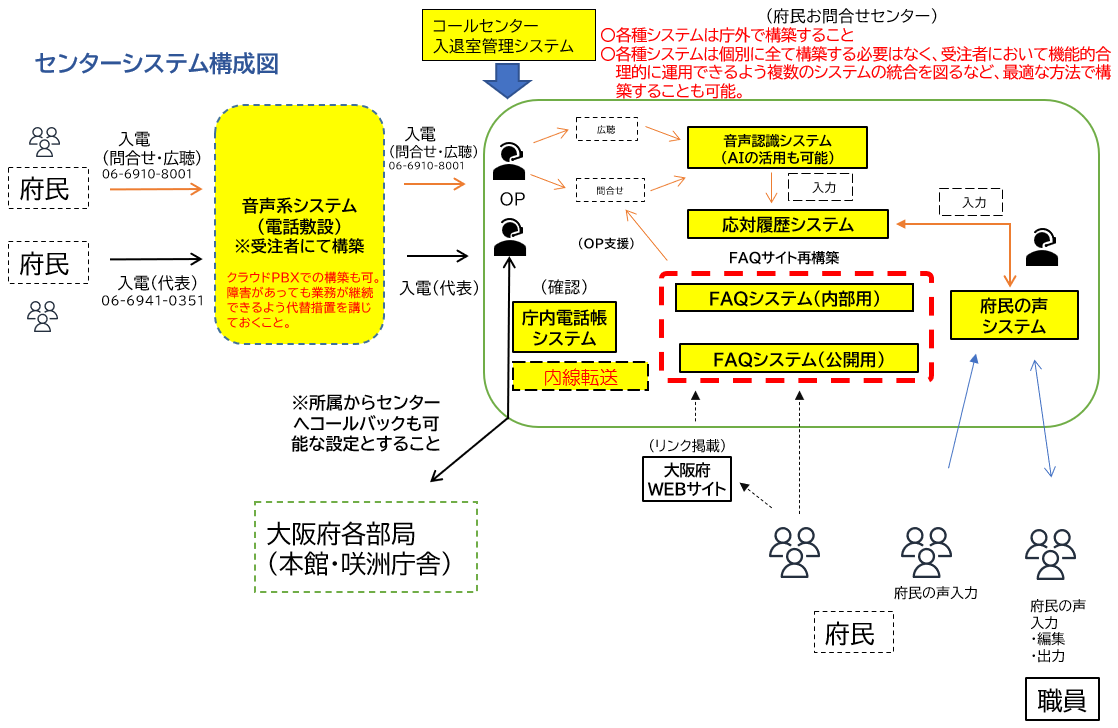 センターシステム構成図
コールセンター
入退室管理システム
（府民お問合せセンター）
〇各種システムは庁外で構築すること
〇各種システムは個別に全て構築する必要はなく、受注者において機能的合
理的に運用できるよう複数のシステムの統合を図るなど、最適な方法で構
築することも可能。
府民
入電
（問合せ・広聴）
06-6910-8001
府民
入電（代表）
06-6941-0351
音声系システム
（電話敷設）
※受注者にて構築
クラウドPBXでの構築も可。
障害があっても業務が継続
できるよう代替措置を講じ
ておくこと。
入電
（問合せ・広聴）
06-6910-8001
入電（代表）
OP
広聴
問合せ
（OP支援）
音声認識システム
（AIの活用も可能）
入力
応対履歴システム
入力
FAQサイト再構築
FAQシステム（内部用）
FAQシステム（公開用）
府民の声
システム
（確認）
庁内電話帳
システム
内線転送
※所属からセンター
へコールバックも可
能な設定とすること
大阪府各部局
（本館・咲洲庁舎）
（リンク掲載）
大阪府
WEBサイト
府民の声入力
府民
府民の声
入力
・編集
・出力
職員